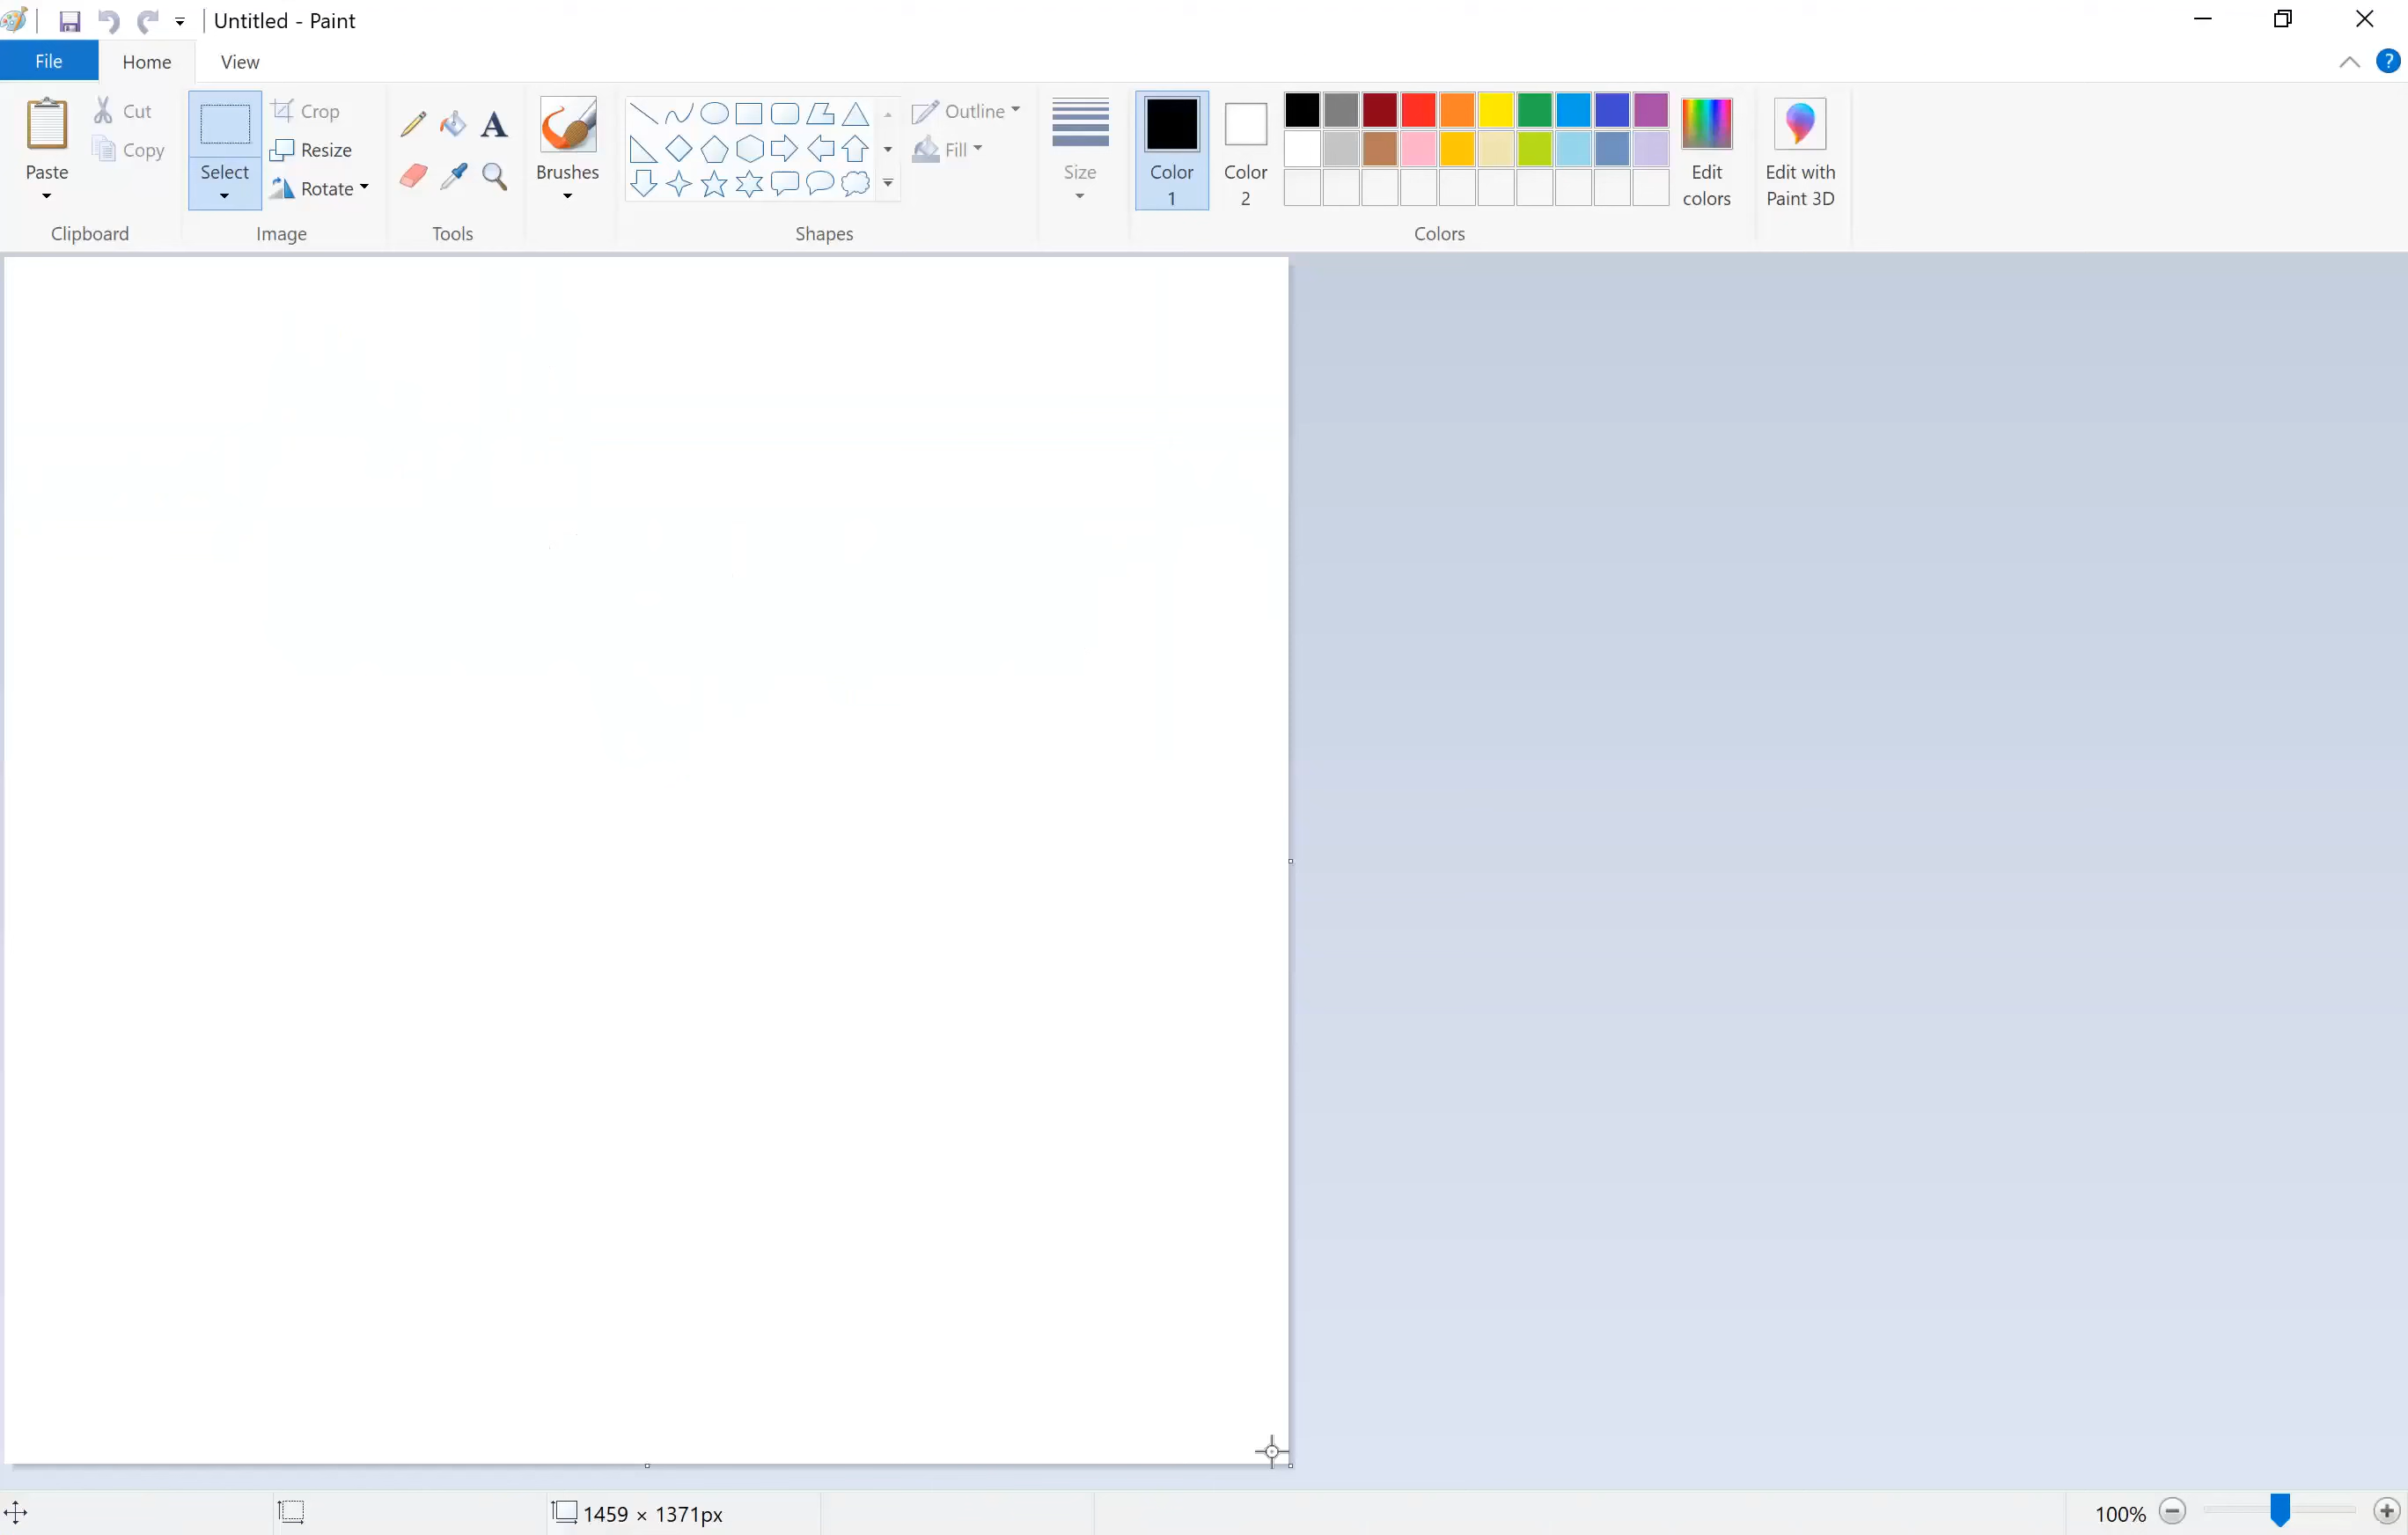 Untitled - Paint
File Home View ?
Cut Crop Outline
Copy Resize Fill
Paste Select Rotate A Brushes Size Color 1 Color 2 Edit colors Edit with Paint 3D
Clipboard Image Tools Shapes Colors
1459 × 1371px 100%